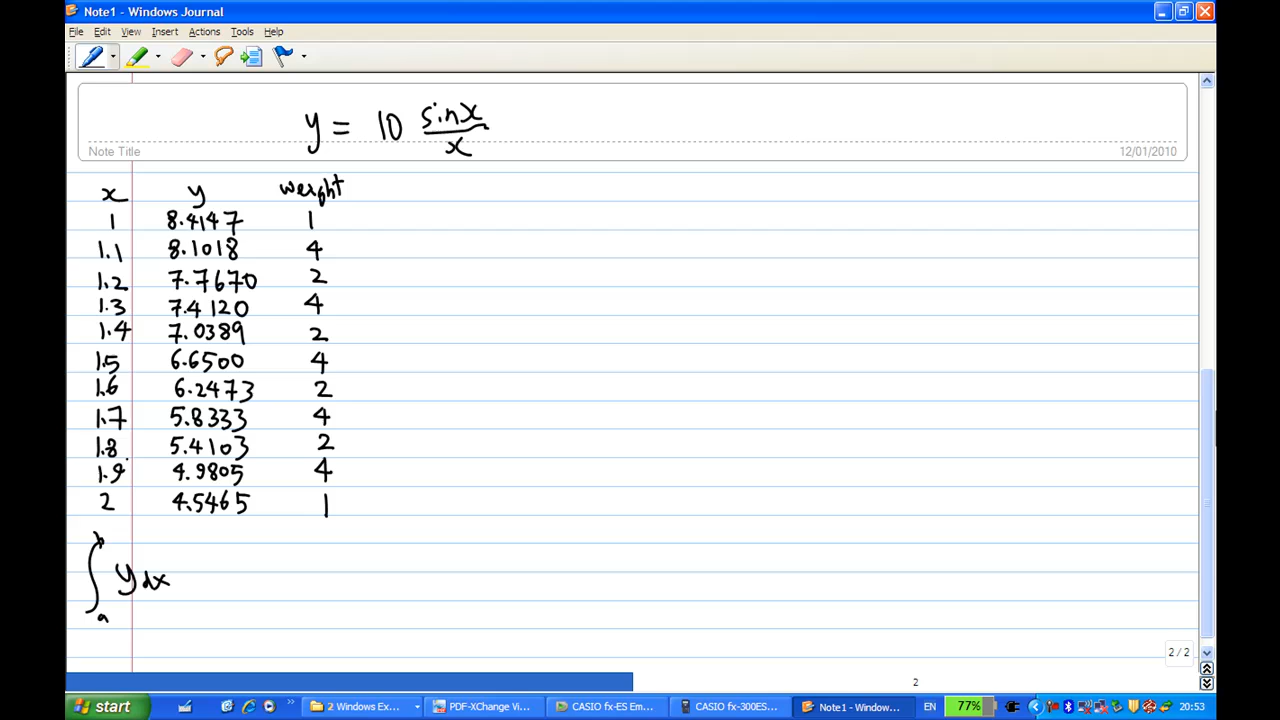 Note1 - Windows Journal
File Edit View Insert Actions Tools Help
y = 10 sinx/x
Note Title
12/01/2010
x y weight
1 8.4147 1
1.1 8.1018 4
1.2 7.7670 2
1.3 7.4120 4
1.4 7.0389 2
1.5 6.6500 4
1.6 6.2473 2
1.7 5.8333 4
1.8 5.4103 2
1.9 4.9805 4
2 4.5465 1
∫ₐᵇ y dx
2 / 2
2
start 2 Windows Ex... PDF-XChange Vi... CASIO fx-ES Em... CASIO fx-300ES... Note1 - Window... EN 77% 20:53